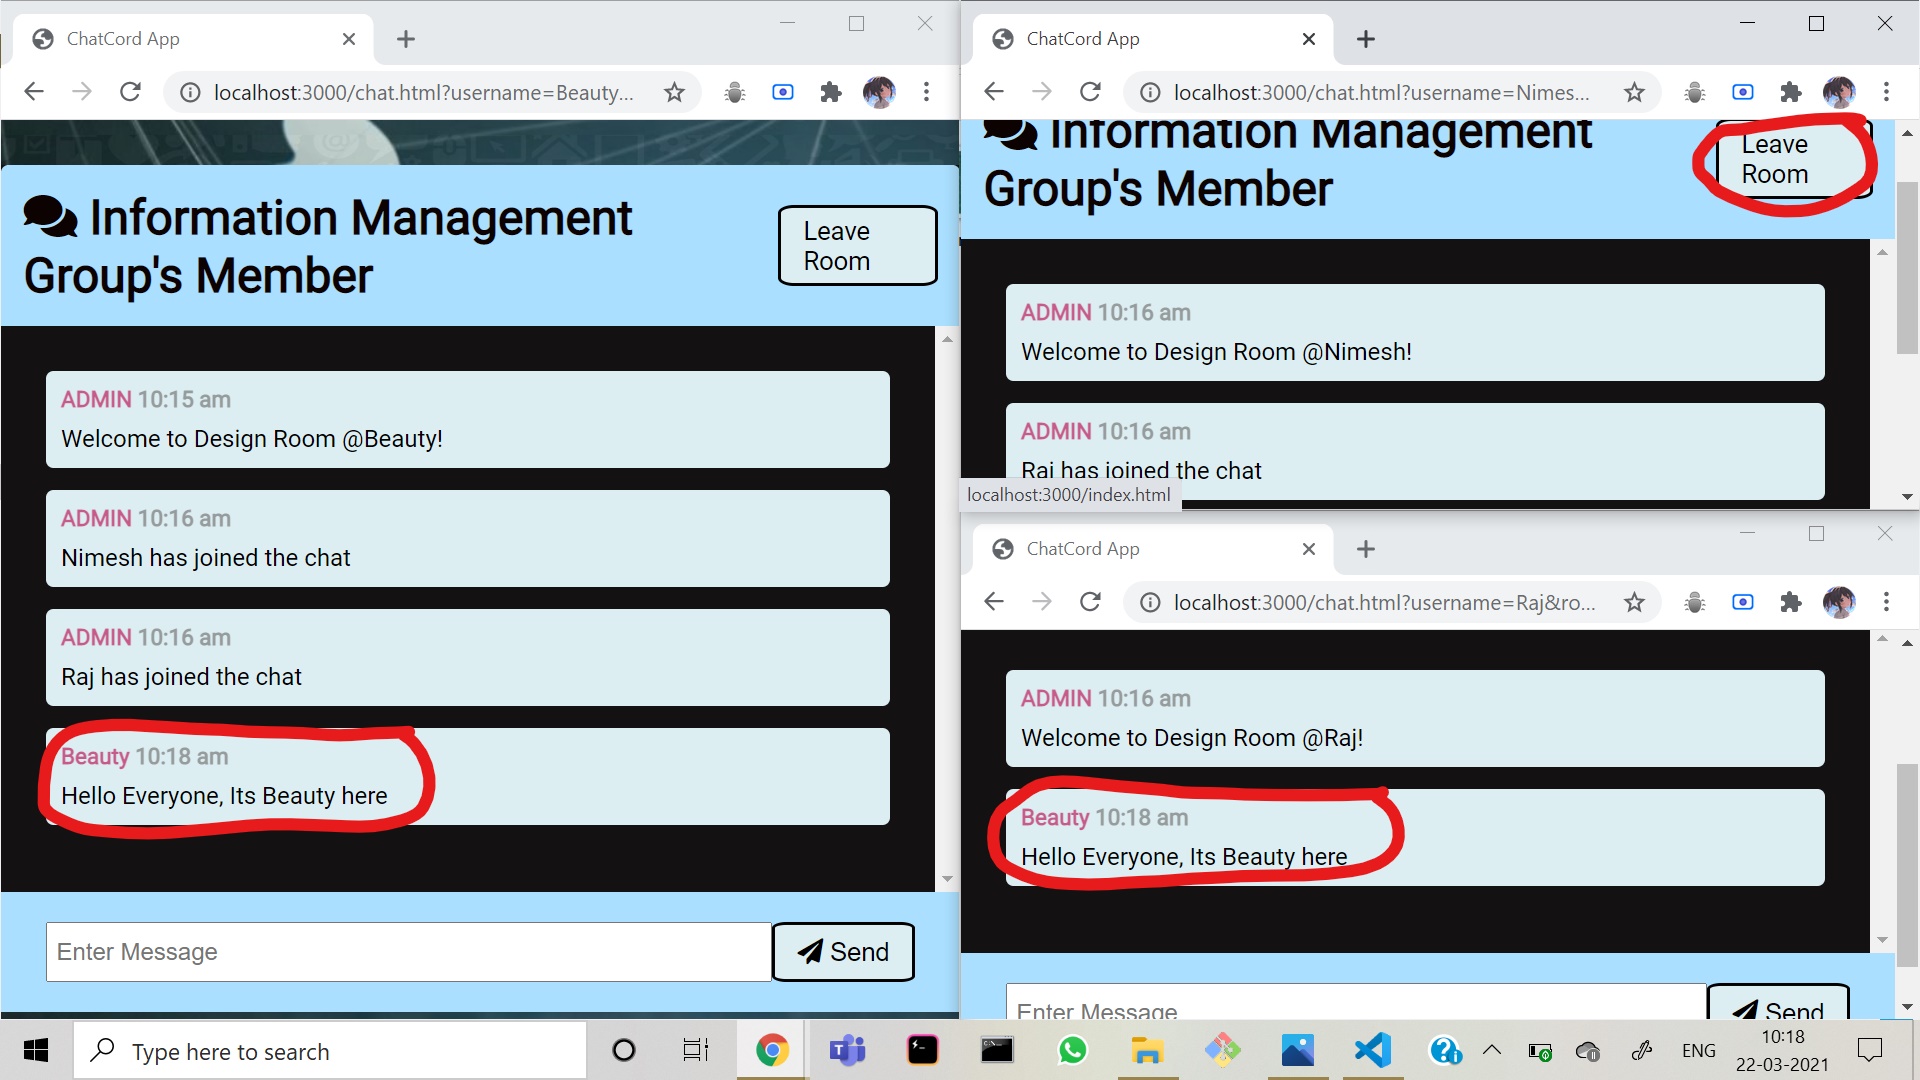 ChatCord App
localhost:3000/chat.html?username=Beauty...
Information Management
Group's Member
Leave
Room
ADMIN 10:15 am
Welcome to Design Room @Beauty!
ADMIN 10:16 am
Nimesh has joined the chat
ADMIN 10:16 am
Raj has joined the chat
Beauty 10:18 am
Hello Everyone, Its Beauty here
Enter Message
Send
ChatCord App
localhost:3000/chat.html?username=Nimes...
Information Management
Group's Member
Leave
Room
ADMIN 10:16 am
Welcome to Design Room @Nimesh!
ADMIN 10:16 am
Raj has joined the chat
localhost:3000/index.html
ChatCord App
localhost:3000/chat.html?username=Raj&ro...
ADMIN 10:16 am
Welcome to Design Room @Raj!
Beauty 10:18 am
Hello Everyone, Its Beauty here
Enter Message
Send
Type here to search
ENG
10:18
22-03-2021